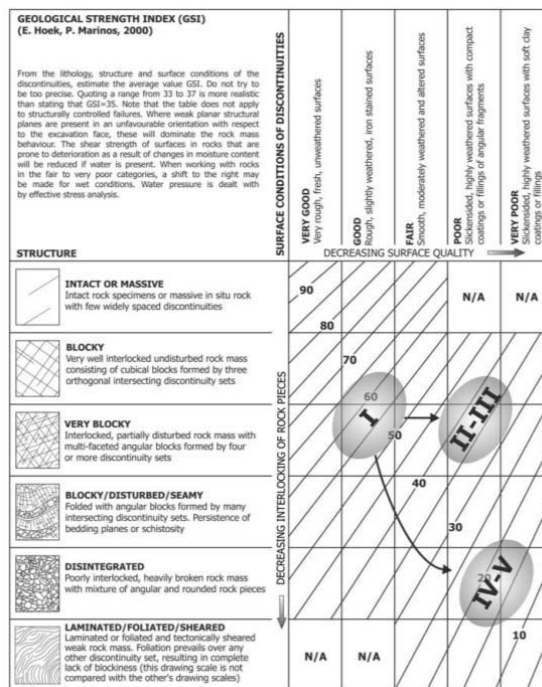 GEOLOGICAL STRENGTH INDEX (GSI)
(E. Hoek, P. Marinos, 2000)
From the lithology, structure and surface conditions of the
discontinuities, estimate the average value GSI. Do not try to
be too precise. Quoting a range from 33 to 37 is more realistic
than stating that GSI=35. Note that the table does not apply
to structurally controlled failures. Where weak planar structural
planes are present in an unfavourable orientation with respect to
the excavation face, these will dominate the rock mass
behaviour. The shear strength of surfaces in rocks that
are prone to deterioration as a result of changes in moisture content
will be reduced if water is present. When working with rocks
in the fair to very poor categories, a shift to the right may
be made for wet conditions. Water pressure is dealt with
by effective stress analysis.
SURFACE CONDITIONS OF DISCONTINUITIES
VERY GOOD
Very rough, fresh, unweathered surfaces
GOOD
Rough, slightly weathered, iron stained surfaces
FAIR
Smooth, moderately weathered and altered surfaces
POOR
Slickensided, highly weathered surfaces with compact
coatings or fillings of angular fragments
VERY POOR
Slickensided, highly weathered surfaces with soft clay
coatings or fillings
STRUCTURE
DECREASING SURFACE QUALITY
DECREASING INTERLOCKING OF ROCK PIECES
INTACT OR MASSIVE
Intact rock specimens or massive in situ rock
with few widely spaced discontinuities
90
80
N/A
N/A
BLOCKY
Very well interlocked undisturbed rock mass
consisting of cubical blocks formed by three
orthogonal intersecting discontinuity sets
70
60
I
II-III
VERY BLOCKY
Interlocked, partially disturbed rock mass with
multi-faceted angular blocks formed by four
or more discontinuity sets
50
BLOCKY/DISTURBED/SEAMY
Folded with angular blocks formed by many
intersecting discontinuity sets. Persistence of
bedding planes or schistosity
40
30
DISINTEGRATED
Poorly interlocked, heavily broken rock mass
with mixture of angular and rounded rock pieces
20
IV-V
LAMINATED/FOLIATED/SHEARED
Laminated or foliated and tectonically sheared
weak rock mass. Foliation prevails over any
other discontinuity set, resulting in complete
lack of blockiness (this drawing scale is not
compared with the other's drawing scales)
N/A
N/A
10